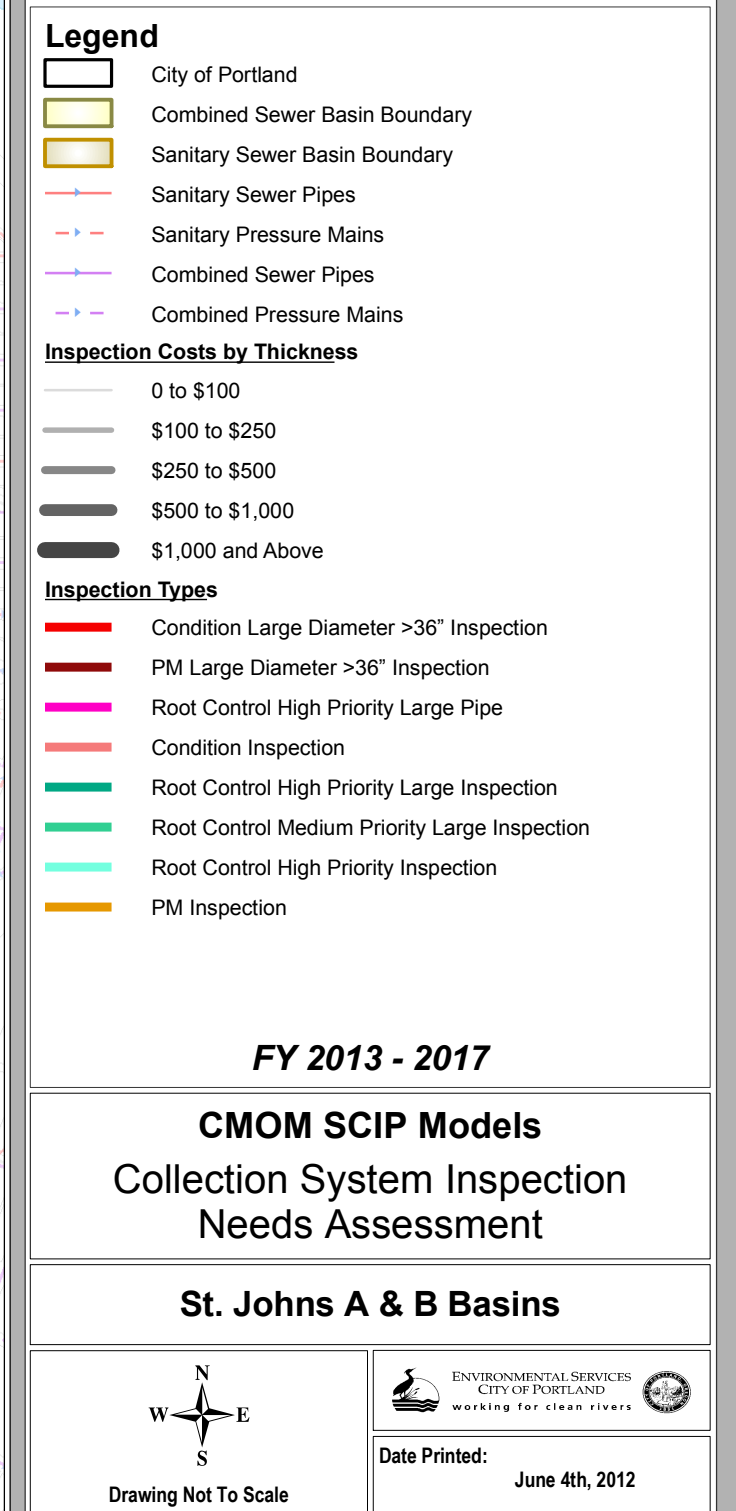 Legend
City of Portland
Combined Sewer Basin Boundary
Sanitary Sewer Basin Boundary
Sanitary Sewer Pipes
Sanitary Pressure Mains
Combined Sewer Pipes
Combined Pressure Mains
Inspection Costs by Thickness
0 to $100
$100 to $250
$250 to $500
$500 to $1,000
$1,000 and Above
Inspection Types
Condition Large Diameter >36” Inspection
PM Large Diameter >36” Inspection
Root Control High Priority Large Pipe
Condition Inspection
Root Control High Priority Large Inspection
Root Control Medium Priority Large Inspection
Root Control High Priority Inspection
PM Inspection
FY 2013 - 2017
CMOM SCIP Models
Collection System Inspection
Needs Assessment
St. Johns A & B Basins
N
W E
S
Drawing Not To Scale
ENVIRONMENTAL SERVICES
CITY OF PORTLAND
working for clean rivers
Date Printed:
June 4th, 2012